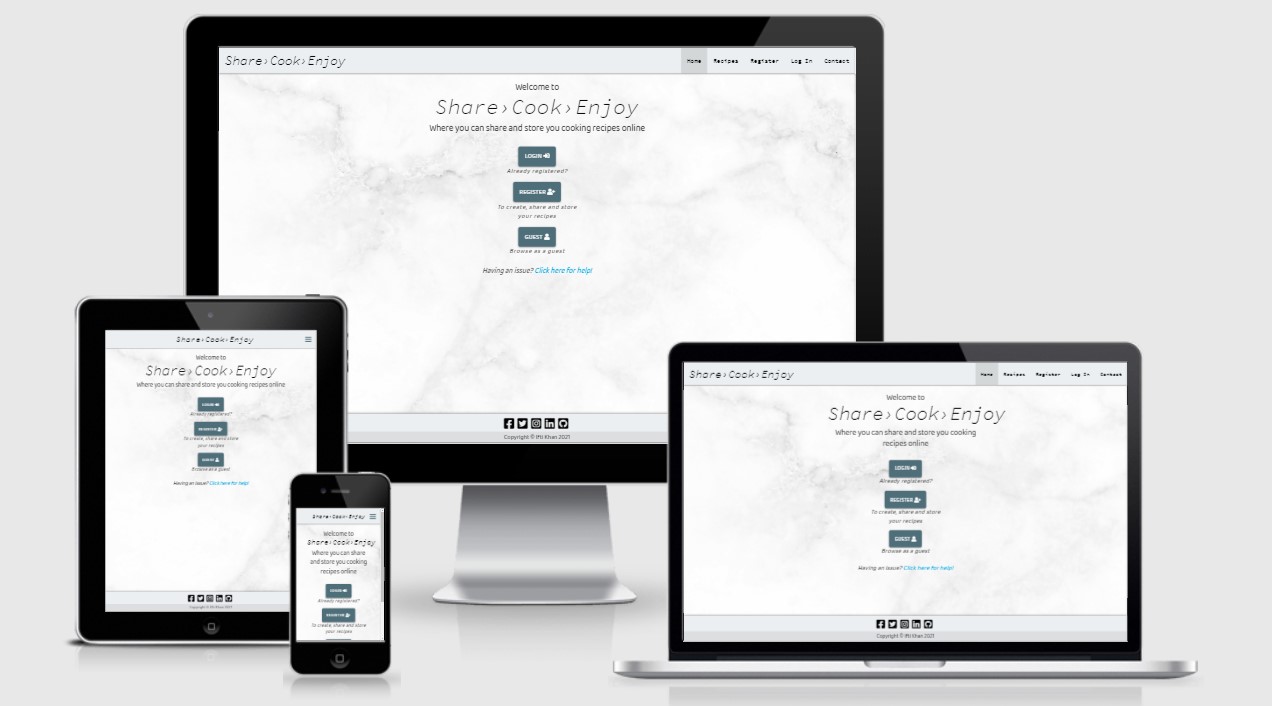 Share›Cook›Enjoy
Home Recipes Register Log In Contact
Welcome to
Share›Cook›Enjoy
Where you can share and store you cooking recipes online
LOGIN
Already registered?
REGISTER
To create, share and store
your recipes
GUEST
Browse as a guest
Having an issue? Click here for help!
Copyright © Ifti Khan 2021
Share›Cook›Enjoy
Welcome to
Share›Cook›Enjoy
Where you can share and store you cooking recipes online
LOGIN
Already registered?
REGISTER
To create, share and store
your recipes
GUEST
Browse as a guest
Having an issue? Click here for help!
Copyright © Ifti Khan 2021
Share›Cook›Enjoy
Welcome to
Share›Cook›Enjoy
Where you can share
and store you cooking
recipes online
LOGIN
Already registered?
REGISTER
To create, share and store
your recipes
Share›Cook›Enjoy
Home Recipes Register Log In Contact
Welcome to
Share›Cook›Enjoy
Where you can share and store you cooking
recipes online
LOGIN
Already registered?
REGISTER
To create, share and store
your recipes
GUEST
Browse as a guest
Having an issue? Click here for help!
Copyright © Ifti Khan 2021